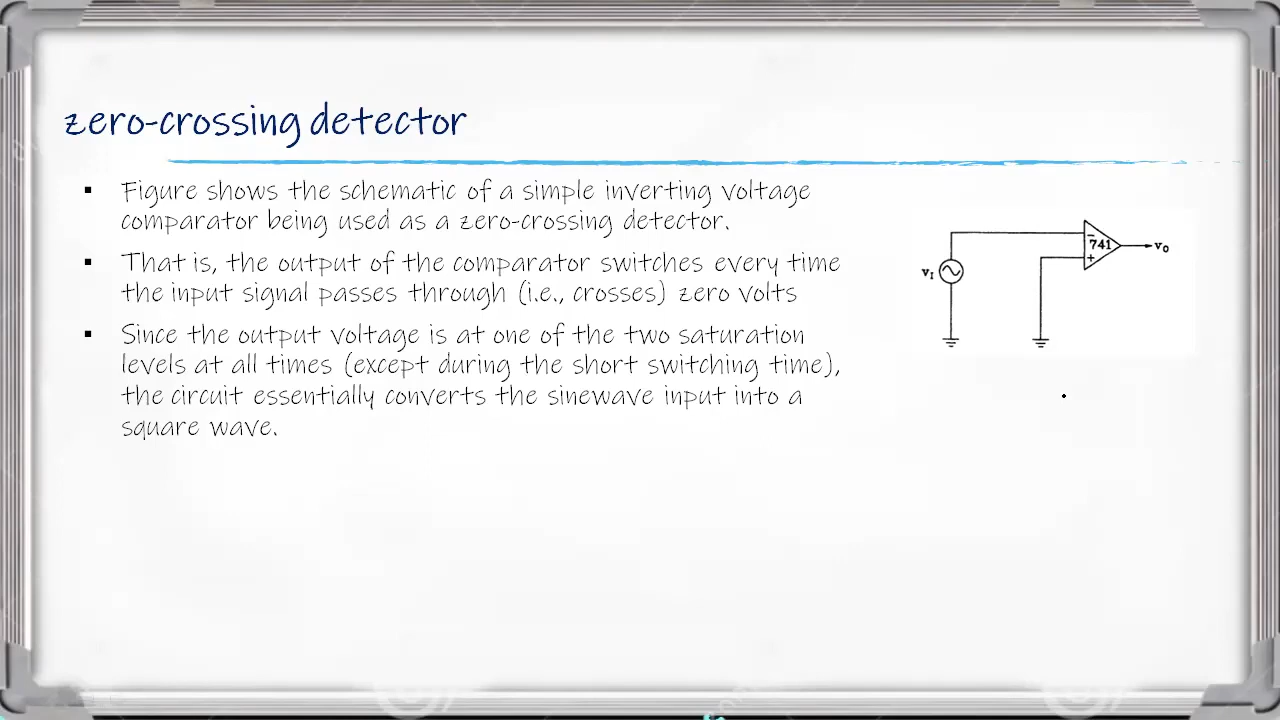 zero-crossing detector
▪ Figure shows the schematic of a simple inverting voltage
comparator being used as a zero-crossing detector.
▪ That is, the output of the comparator switches every time
the input signal passes through (i.e., crosses) zero volts
▪ Since the output voltage is at one of the two saturation
levels at all times (except during the short switching time),
the circuit essentially converts the sinewave input into a
square wave.
−
741
+
vO
vI